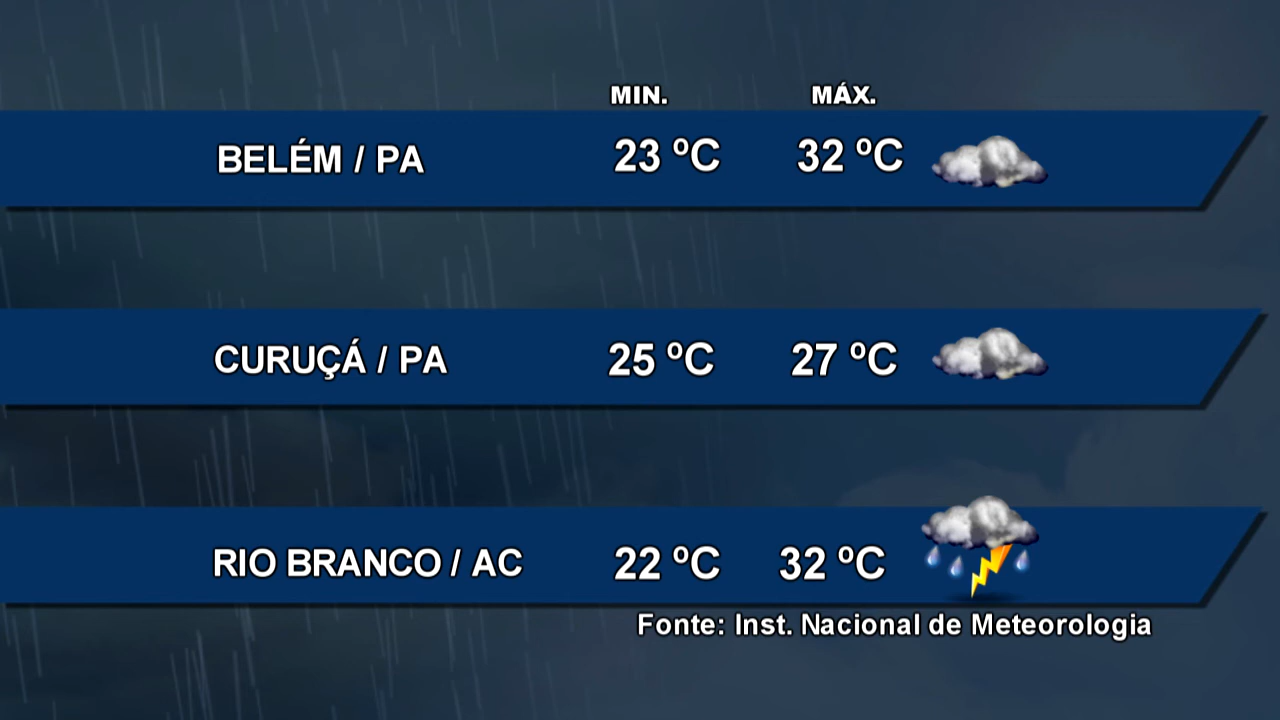 MIN. MÁX.
BELÉM / PA 23 ºC 32 ºC
CURUÇÁ / PA 25 ºC 27 ºC
RIO BRANCO / AC 22 ºC 32 ºC
Fonte: Inst. Nacional de Meteorologia